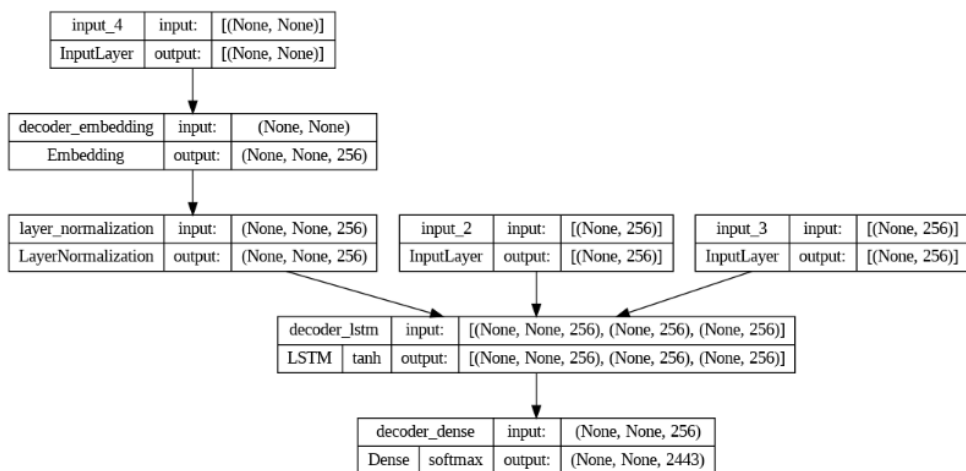 input_4 input: [(None, None)]
InputLayer output: [(None, None)]
decoder_embedding input: (None, None)
Embedding output: (None, None, 256)
layer_normalization input: (None, None, 256)
LayerNormalization output: (None, None, 256)
input_2 input: [(None, 256)]
InputLayer output: [(None, 256)]
input_3 input: [(None, 256)]
InputLayer output: [(None, 256)]
decoder_lstm input: [(None, None, 256), (None, 256), (None, 256)]
LSTM tanh output: [(None, None, 256), (None, 256), (None, 256)]
decoder_dense input: (None, None, 256)
Dense softmax output: (None, None, 2443)